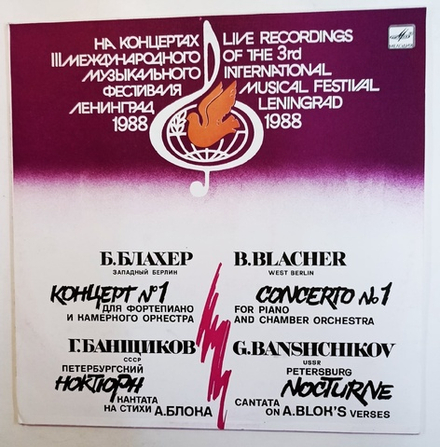 НА КОНЦЕРТАХ
III МЕЖДУНАРОДНОГО
МУЗЫКАЛЬНОГО
ФЕСТИВАЛЯ
ЛЕНИНГРАД
1988
LIVE RECORDINGS
OF THE 3rd
INTERNATIONAL
MUSICAL FESTIVAL
LENINGRAD
1988
МЕЛОДИЯ
Б.БЛАХЕР
ЗАПАДНЫЙ БЕРЛИН
КОНЦЕРТ №1
ДЛЯ ФОРТЕПИАНО
И КАМЕРНОГО ОРКЕСТРА
B.BLACHER
WEST BERLIN
CONCERTO №1
FOR PIANO
AND CHAMBER ORCHESTRA
Г.БАНЩИКОВ
СССР
ПЕТЕРБУРГСКИЙ
НОКТЮРН
КАНТАТА
НА СТИХИ А.БЛОКА
G.BANSHCHIKOV
USSR
PETERSBURG
NOCTURNE
CANTATA
ON A.BLOK'S VERSES